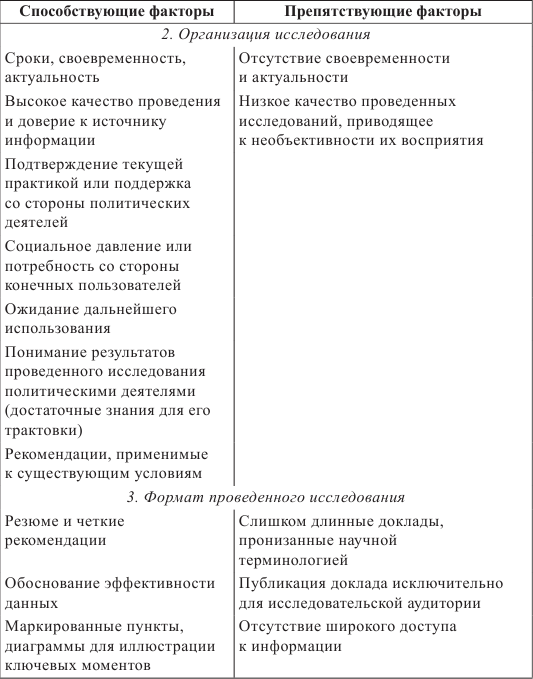 Способствующие факторы
Препятствующие факторы
2. Организация исследования
Сроки, своевременность,
актуальность
Отсутствие своевременности
и актуальности
Высокое качество проведения
и доверие к источнику
информации
Низкое качество проведенных
исследований, приводящее
к необъективности их восприятия
Подтверждение текущей
практикой или поддержка
со стороны политических
деятелей
Социальное давление или
потребность со стороны
конечных пользователей
Ожидание дальнейшего
использования
Понимание результатов
проведенного исследования
политическими деятелями
(достаточные знания для его
трактовки)
Рекомендации, применимые
к существующим условиям
3. Формат проведенного исследования
Резюме и четкие
рекомендации
Слишком длинные доклады,
пронизанные научной
терминологией
Обоснование эффективности
данных
Публикация доклада исключительно
для исследовательской аудитории
Маркированные пункты,
диаграммы для иллюстрации
ключевых моментов
Отсутствие широкого доступа
к информации